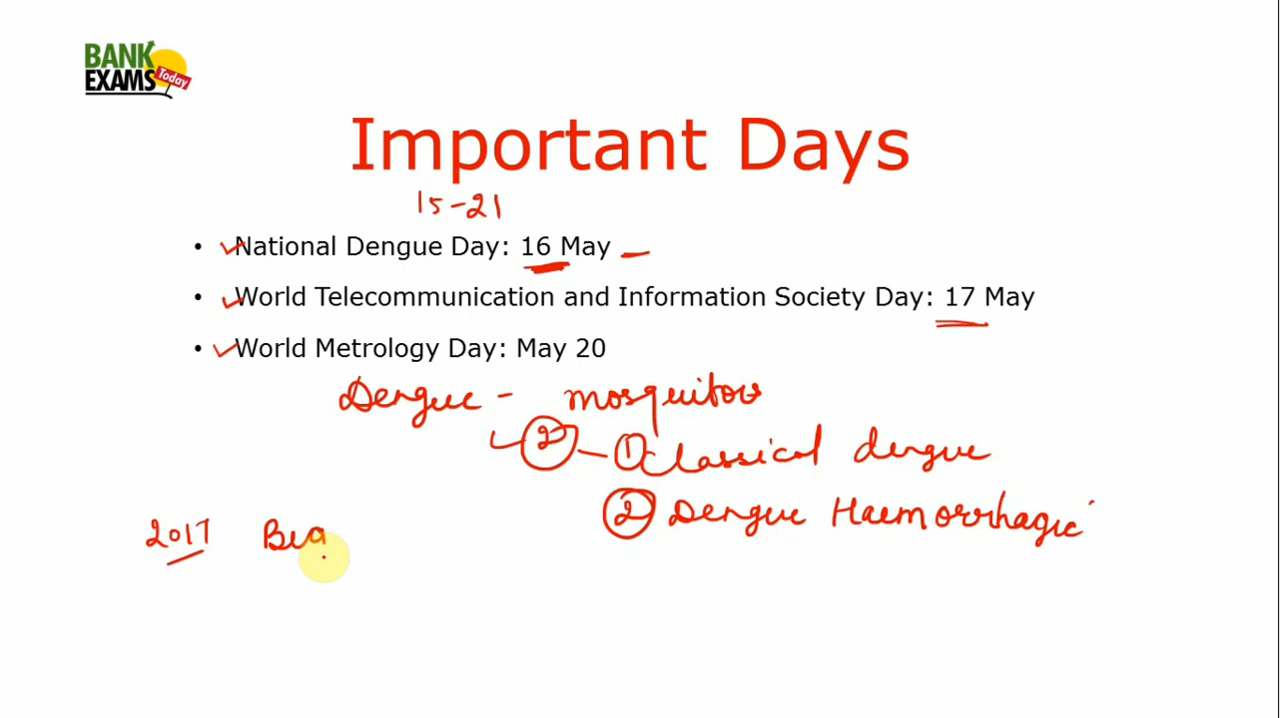 BANK
EXAMS Today
Important Days
15-21
• National Dengue Day: 16 May
• World Telecommunication and Information Society Day: 17 May
• World Metrology Day: May 20
Dengue - mosquitoes
2 - 1 Classical dengue
2 Dengue Haemorrhagic
2017 Big